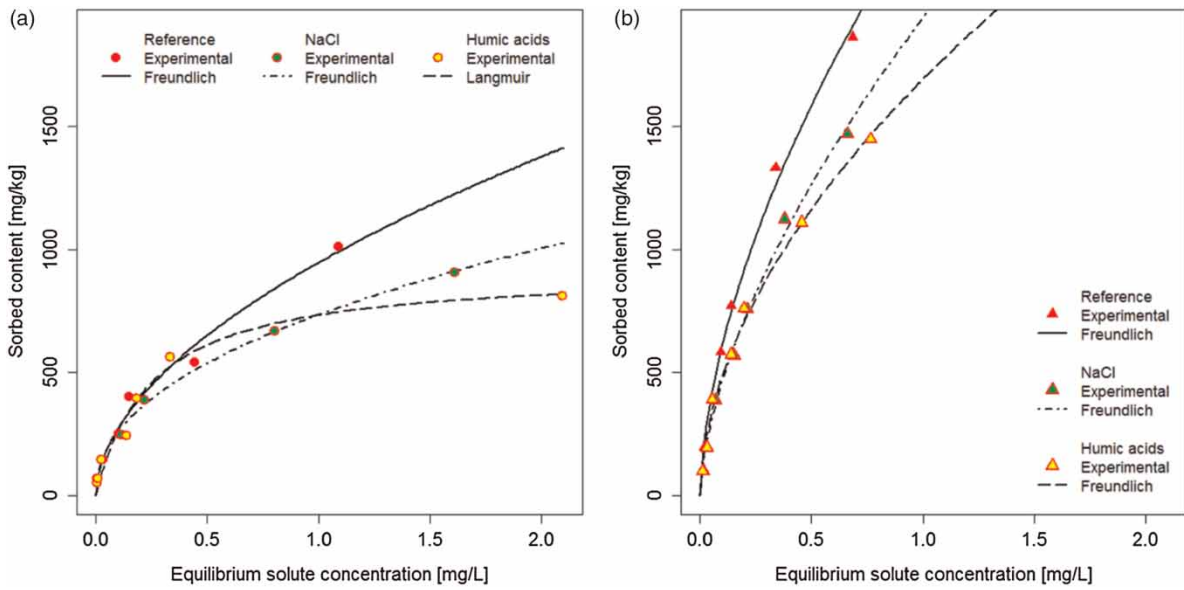 (a)
Reference NaCl Humic acids
Experimental Experimental Experimental
Freundlich Freundlich Langmuir
Sorbed content [mg/kg]
1500
1000
500
0
0.0 0.5 1.0 1.5 2.0
Equilibrium solute concentration [mg/L]
(b)
Sorbed content [mg/kg]
1500
1000
500
0
Reference
Experimental
Freundlich
NaCl
Experimental
Freundlich
Humic acids
Experimental
Freundlich
0.0 0.5 1.0 1.5 2.0
Equilibrium solute concentration [mg/L]